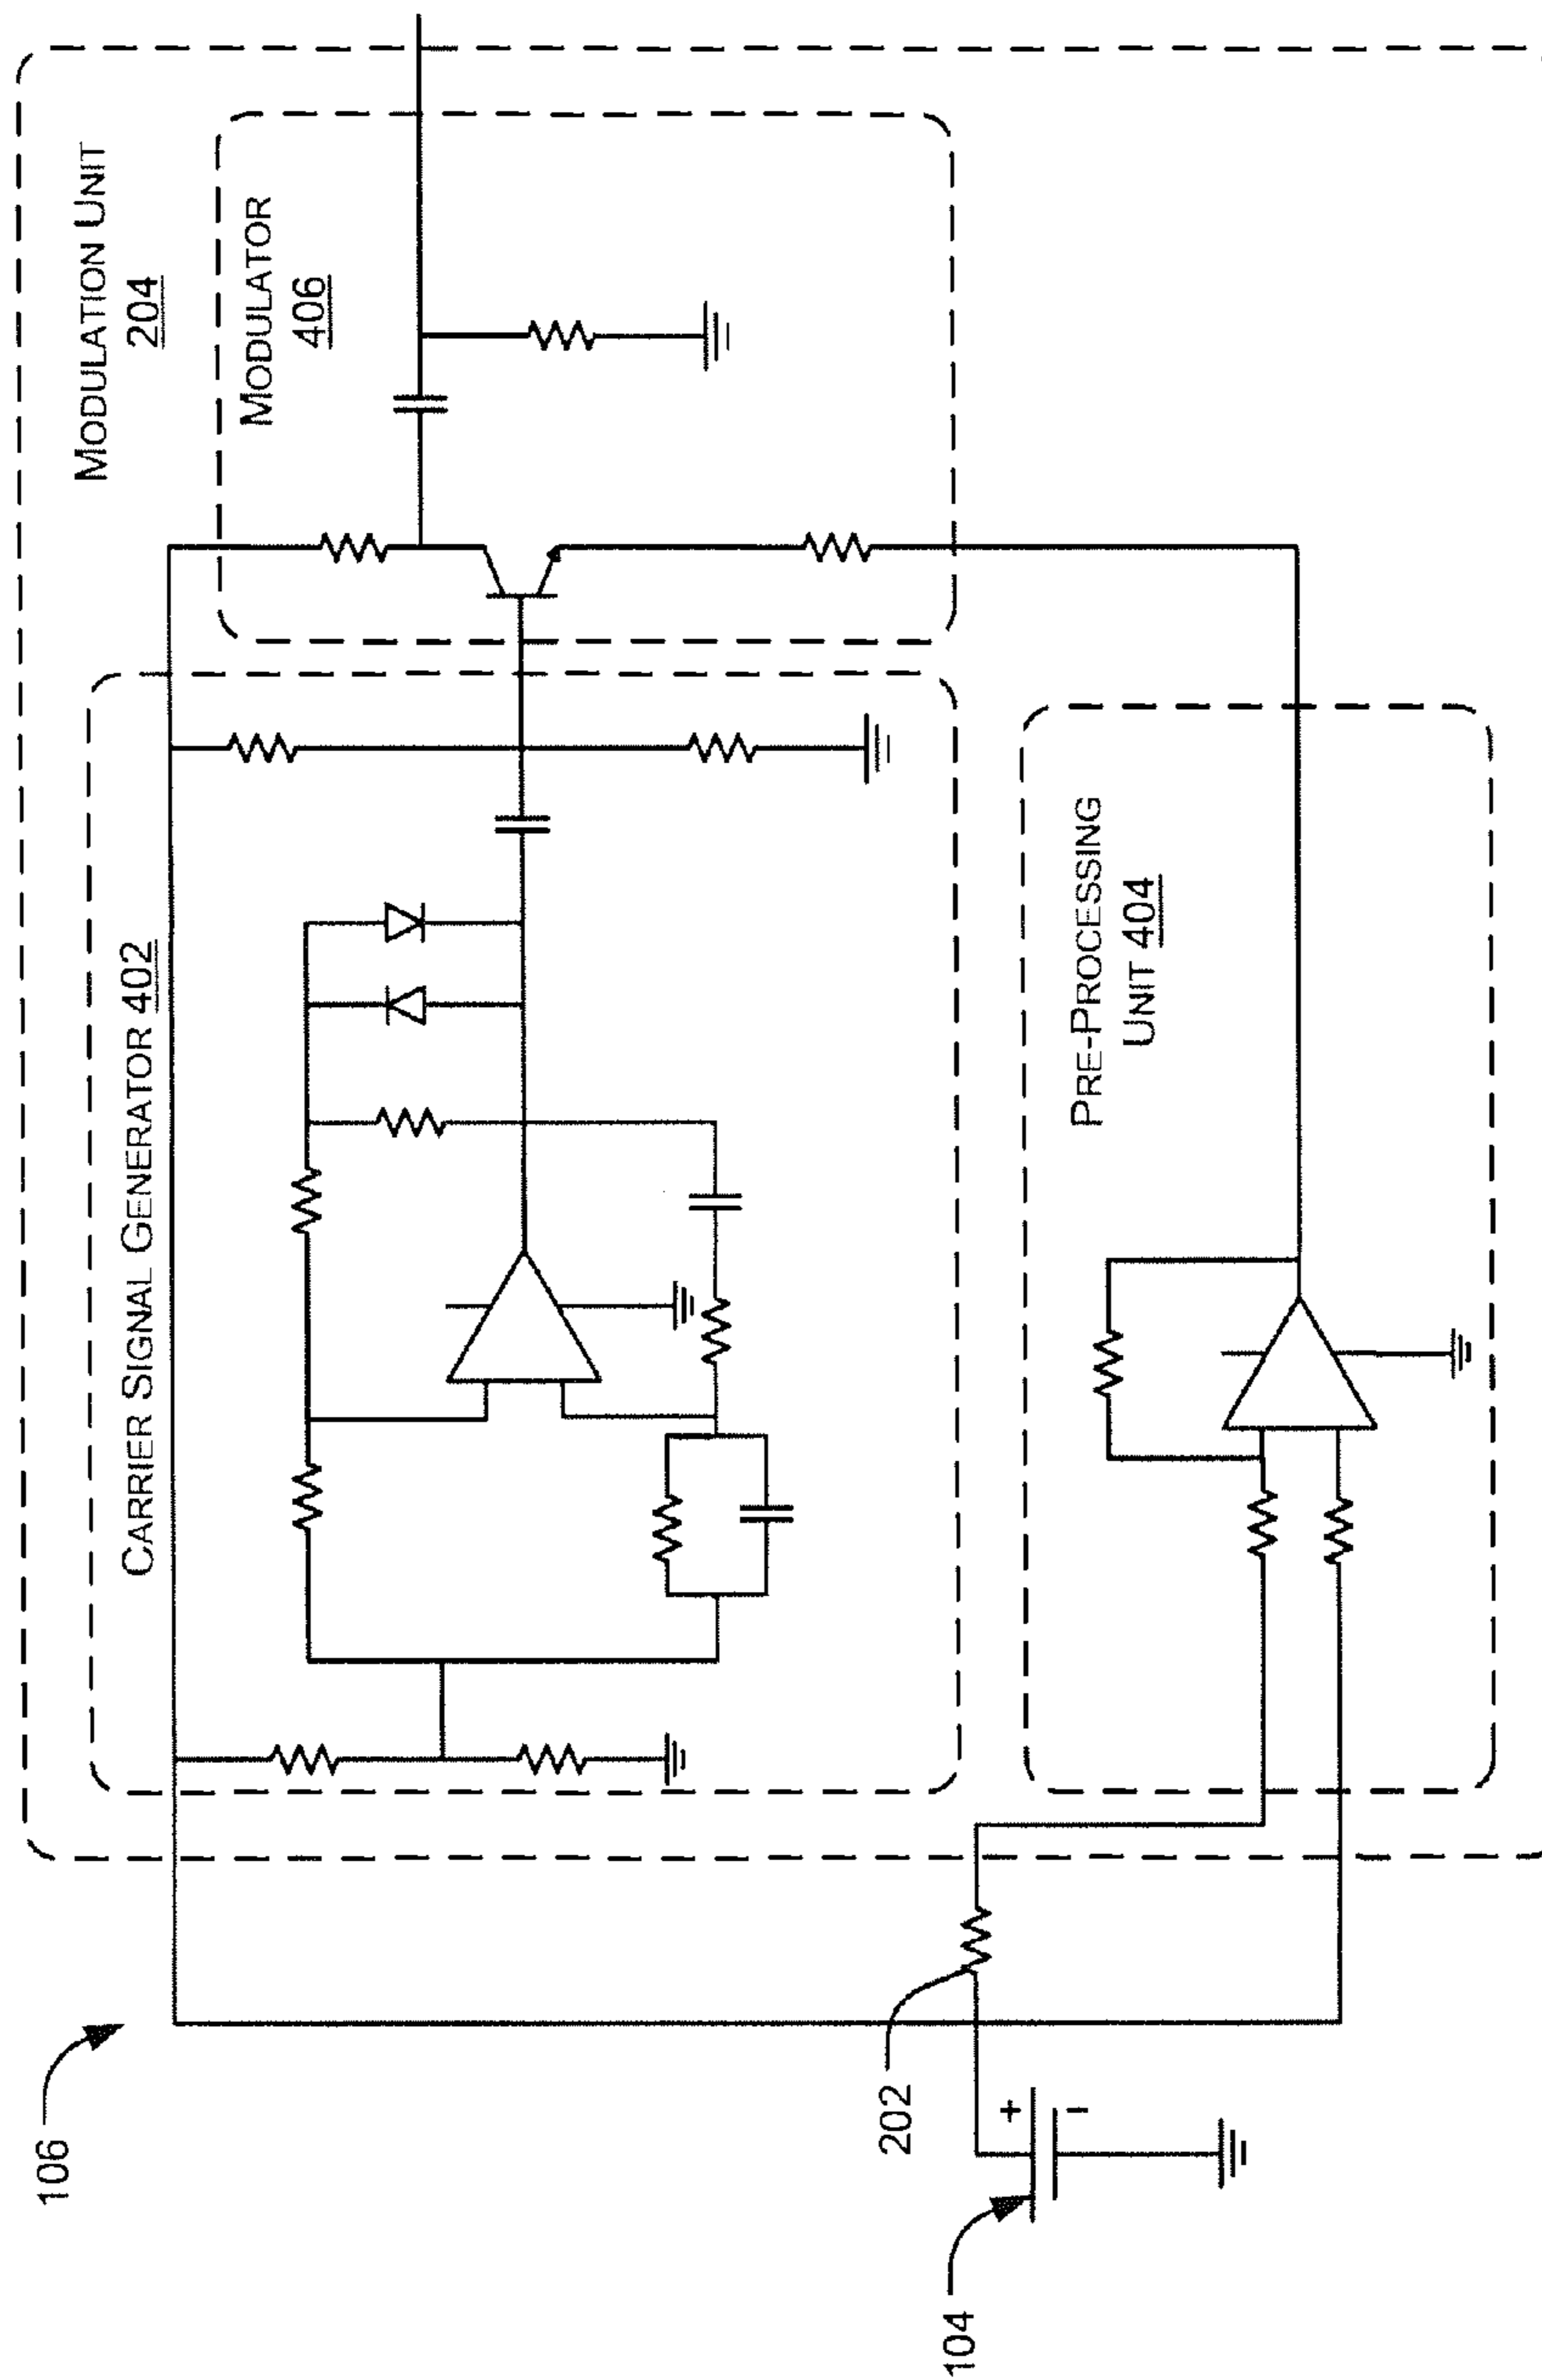 106
MODULATION UNIT
204
CARRIER SIGNAL GENERATOR 402
MODULATOR
406
202
104
+
-
PRE-PROCESSING
UNIT 404